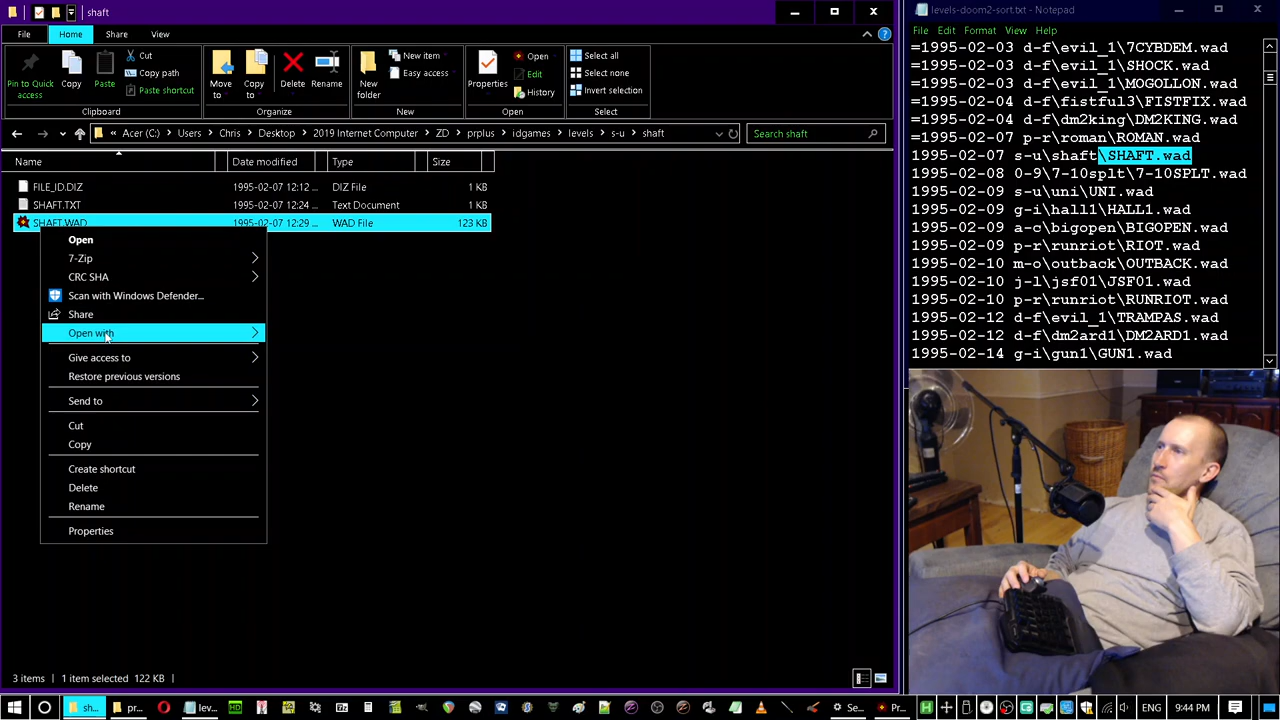 shaft
File Home Share View
Pin to Quick access
Copy
Paste
Cut
Copy path
Paste shortcut
Clipboard
Move to
Copy to
Delete
Rename
Organize
New folder
New item
Easy access
New
Properties
Open
Edit
History
Open
Select all
Select none
Invert selection
Select
Acer (C:) Users Chris Desktop 2019 Internet Computer ZD prplus idgames levels s-u shaft
Search shaft
Name Date modified Type Size
FILE_ID.DIZ 1995-02-07 12:12 ... DIZ File 1 KB
SHAFT.TXT 1995-02-07 12:24 ... Text Document 1 KB
SHAFT.WAD 1995-02-07 12:29 ... WAD File 123 KB
Open
7-Zip
CRC SHA
Scan with Windows Defender...
Share
Open with
Give access to
Restore previous versions
Send to
Cut
Copy
Create shortcut
Delete
Rename
Properties
3 items 1 item selected 122 KB
levels-doom2-sort.txt - Notepad
File Edit Format View Help
=1995-02-03 d-f\evil_1\7CYBDEM.wad
=1995-02-03 d-f\evil_1\SHOCK.wad
=1995-02-03 d-f\evil_1\MOGOLLON.wad
=1995-02-04 d-f\fistful3\FISTFIX.wad
=1995-02-04 d-f\dm2king\DM2KING.wad
=1995-02-07 p-r\roman\ROMAN.wad
1995-02-07 s-u\shaft\SHAFT.wad
1995-02-08 0-9\7-10splt\7-10SPLT.wad
1995-02-09 s-u\uni\UNI.wad
1995-02-09 g-i\hall1\HALL1.wad
1995-02-09 a-c\bigopen\BIGOPEN.wad
1995-02-09 p-r\runriot\RIOT.wad
1995-02-10 m-o\outback\OUTBACK.wad
1995-02-10 j-l\jsf01\JSF01.wad
1995-02-10 p-r\runriot\RUNRIOT.wad
1995-02-12 d-f\evil_1\TRAMPAS.wad
1995-02-12 d-f\dm2ard1\DM2ARD1.wad
1995-02-14 g-i\gun1\GUN1.wad
sh... pr... lev... HD Se... Pr... ENG 9:44 PM